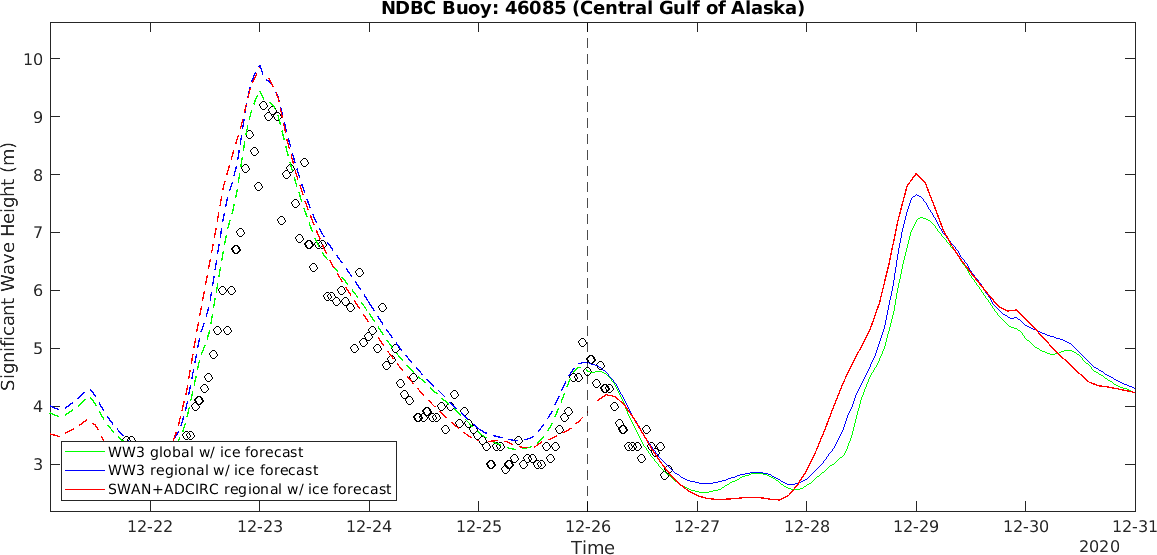 NDBC Buoy: 46085 (Central Gulf of Alaska)
Significant Wave Height (m)
10
9
8
7
6
5
4
3
WW3 global w/ ice forecast
WW3 regional w/ ice forecast
SWAN+ADCIRC regional w/ ice forecast
12-22 12-23 12-24 12-25 12-26 12-27 12-28 12-29 12-30 12-31
Time
2020